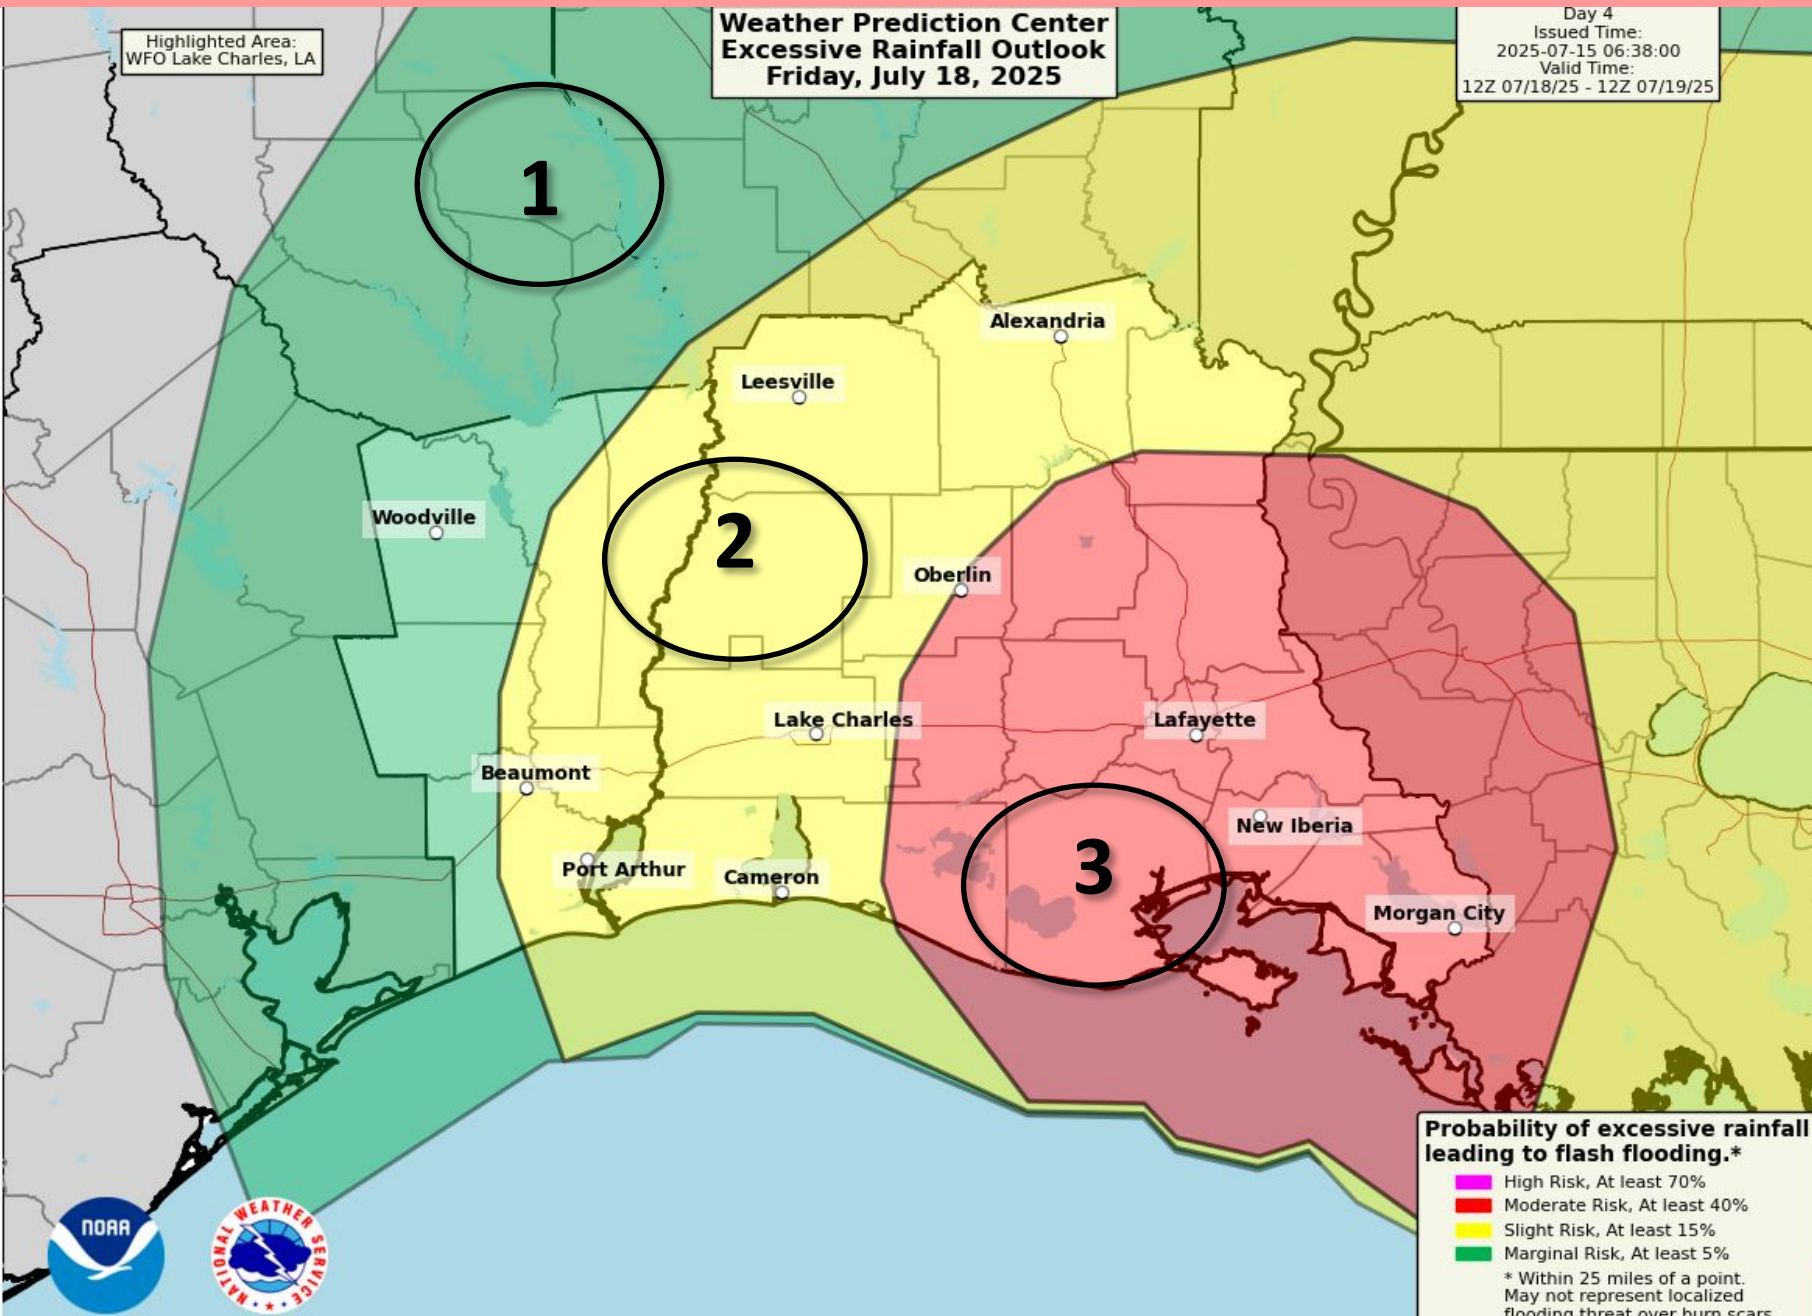 Highlighted Area:
WFO Lake Charles, LA
Weather Prediction Center
Excessive Rainfall Outlook
Friday, July 18, 2025
Day 4
Issued Time:
2025-07-15 06:38:00
Valid Time:
12Z 07/18/25 - 12Z 07/19/25
1
Alexandria
Leesville
Woodville
2
Oberlin
Lake Charles
Lafayette
Beaumont
New Iberia
Port Arthur
Cameron
3
Morgan City
Probability of excessive rainfall
leading to flash flooding.*
High Risk, At least 70%
Moderate Risk, At least 40%
Slight Risk, At least 15%
Marginal Risk, At least 5%
* Within 25 miles of a point.
May not represent localized
flooding threat over burn scars
NOAA
NATIONAL WEATHER SERVICE